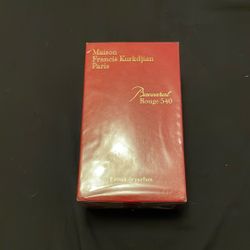 Maison
Francis Kurkdjian
Paris
Baccarat
Rouge 540
Extrait de parfum